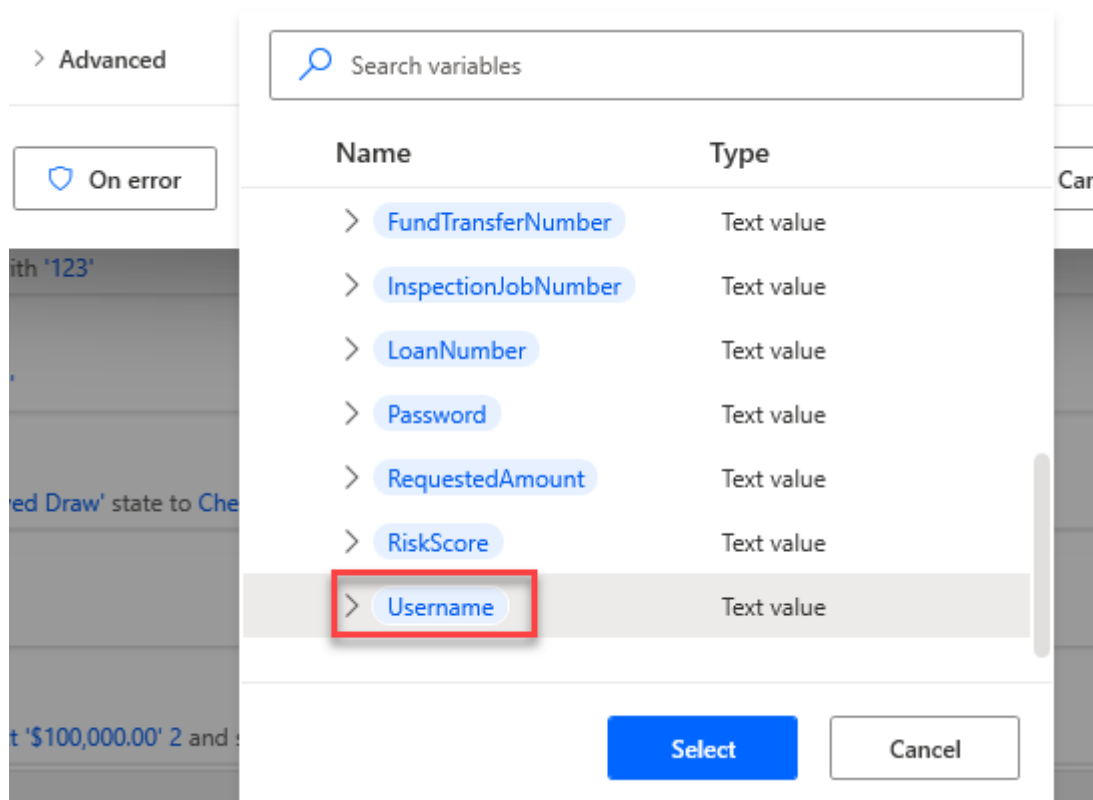 Advanced
Search variables
Name Type
On error
Car
FundTransferNumber Text value
ith '123'
InspectionJobNumber Text value
LoanNumber Text value
Password Text value
RequestedAmount Text value
ed Draw' state to Che
RiskScore Text value
Username Text value
t '$100,000.00' 2 and
Select Cancel